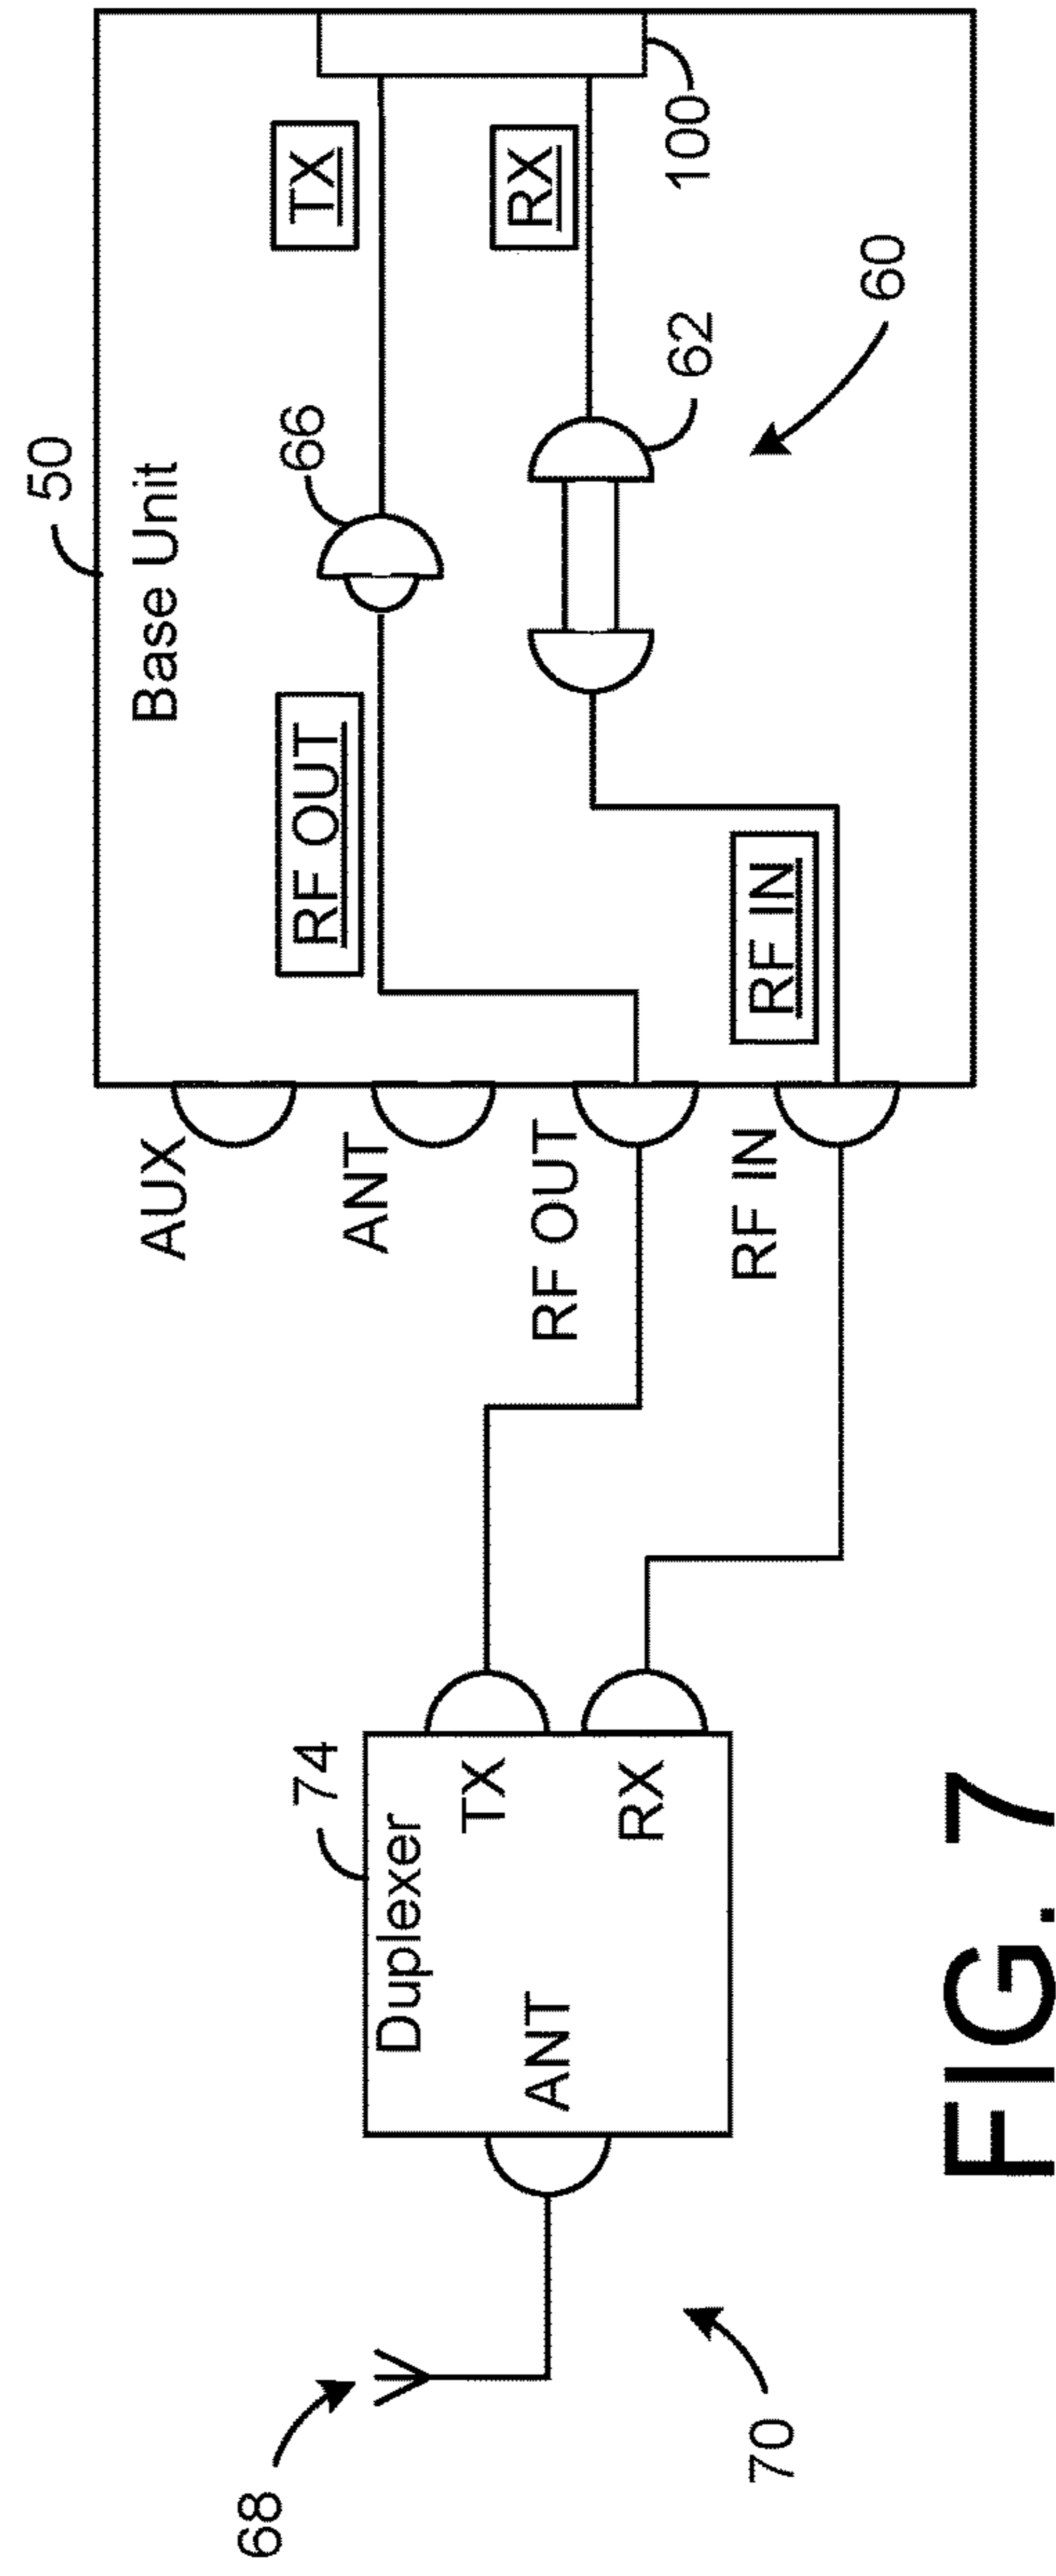 50
Base Unit
TX
100
66
RF OUT
RX
62
60
RF IN
AUX
ANT
RF OUT
RF IN
74
Duplexer
TX
RX
ANT
68
70
FIG. 7